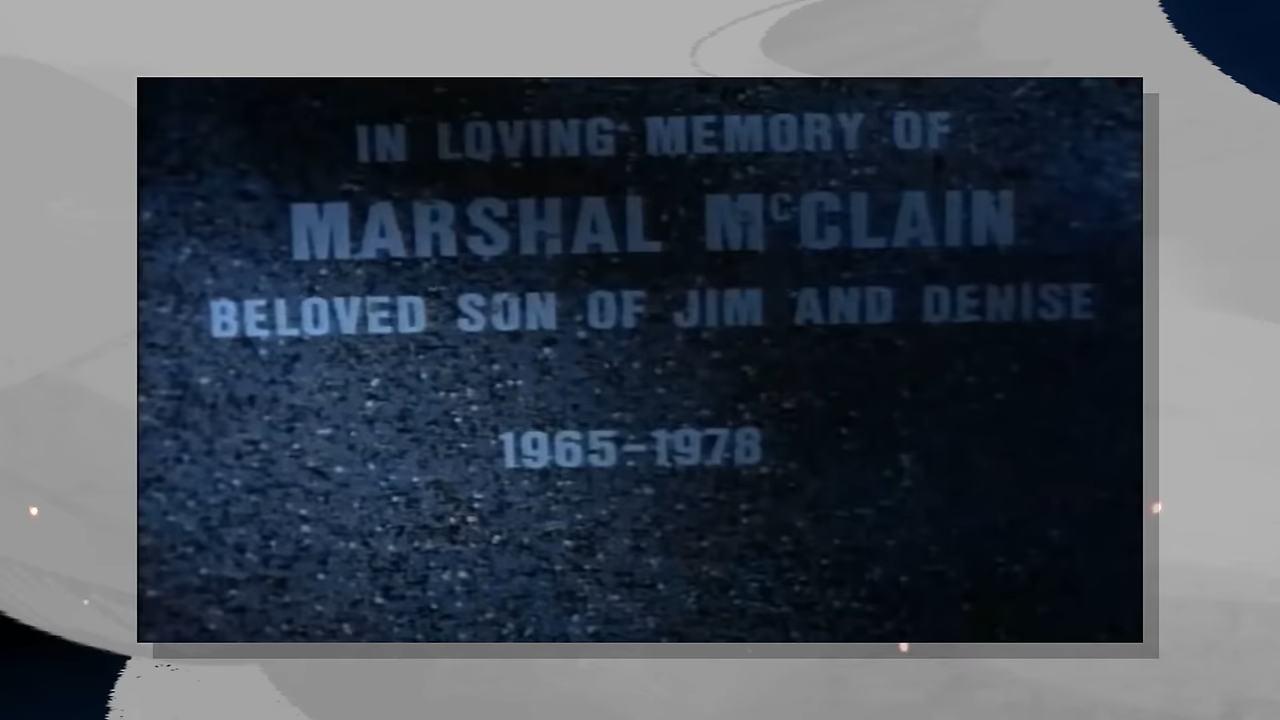 IN LOVING MEMORY OF
MARSHAL McCLAIN
BELOVED SON OF JIM AND DENISE
1965-1978